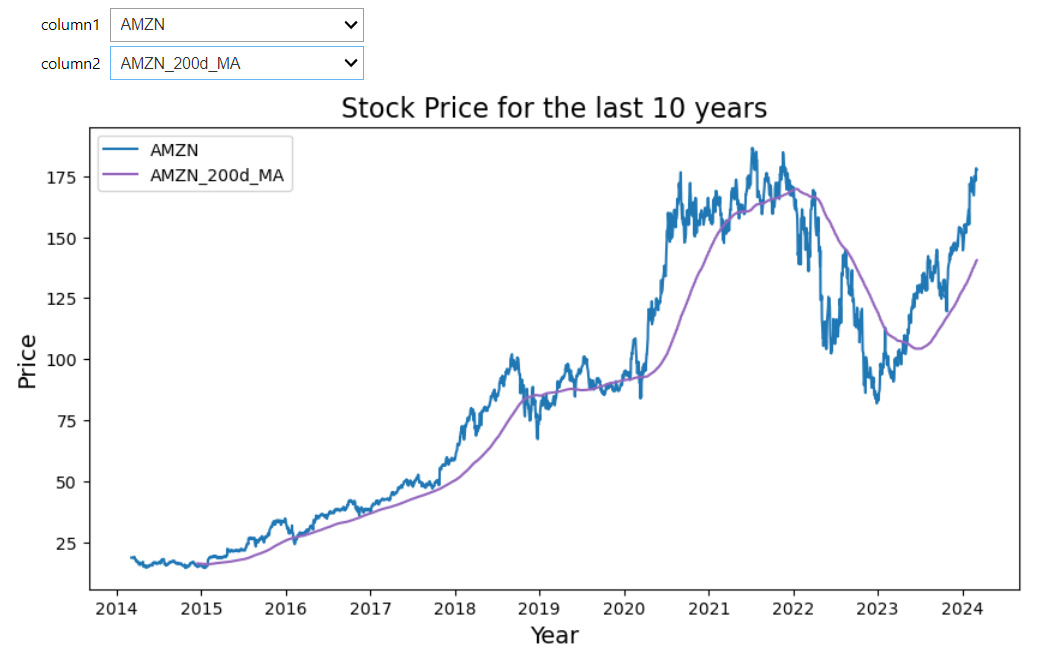 column1 AMZN
column2 AMZN_200d_MA
Stock Price for the last 10 years
AMZN
AMZN_200d_MA
175
150
125
100
75
50
25
Price
2014 2015 2016 2017 2018 2019 2020 2021 2022 2023 2024
Year